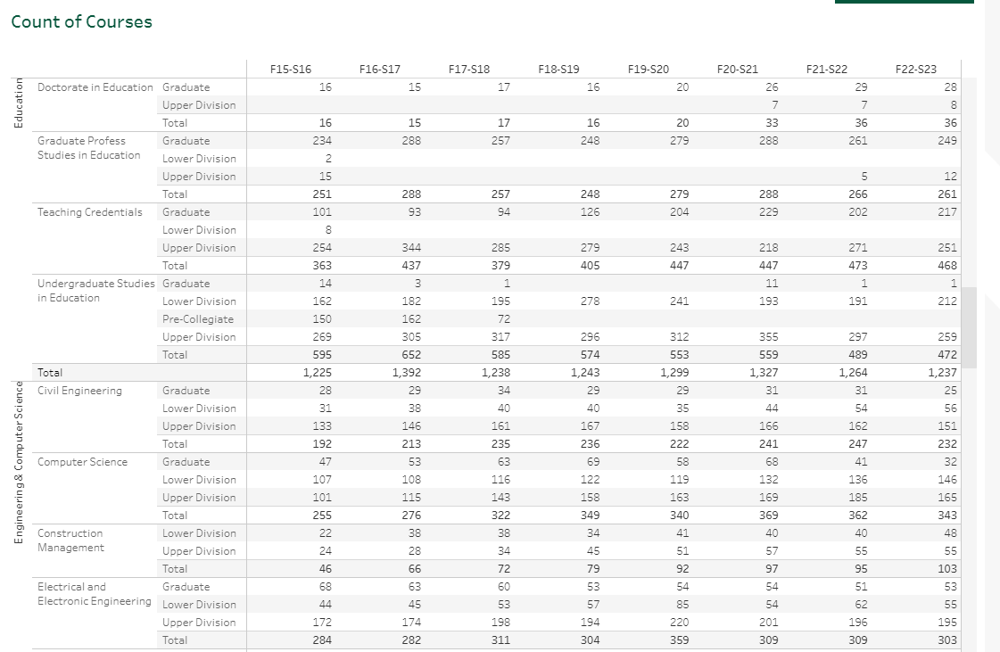 Count of Courses
F15-S16 F16-S17 F17-S18 F18-S19 F19-S20 F20-S21 F21-S22 F22-S23
Education
Doctorate in Education Graduate 16 15 17 16 20 26 29 28
Upper Division 7 7 8
Total 16 15 17 16 20 33 36 36
Graduate Profess Graduate 234 288 257 248 279 288 261 249
Studies in Education Lower Division 2
Upper Division 15 5 12
Total 251 288 257 248 279 288 266 261
Teaching Credentials Graduate 101 93 94 126 204 229 202 217
Lower Division 8
Upper Division 254 344 285 279 243 218 271 251
Total 363 437 379 405 447 447 473 468
Undergraduate Studies Graduate 14 3 1 11 1 1
in Education Lower Division 162 182 195 278 241 193 191 212
Pre-Collegiate 150 162 72
Upper Division 269 305 317 296 312 355 297 259
Total 595 652 585 574 553 559 489 472
Total 1,225 1,392 1,238 1,243 1,299 1,327 1,264 1,237
Engineering & Computer Science
Civil Engineering Graduate 28 29 34 29 29 31 31 25
Lower Division 31 38 40 40 35 44 54 56
Upper Division 133 146 161 167 158 166 162 151
Total 192 213 235 236 222 241 247 232
Computer Science Graduate 47 53 63 69 58 68 41 32
Lower Division 107 108 116 122 119 132 136 146
Upper Division 101 115 143 158 163 169 185 165
Total 255 276 322 349 340 369 362 343
Construction Lower Division 22 38 38 34 41 40 40 48
Management Upper Division 24 28 34 45 51 57 55 55
Total 46 66 72 79 92 97 95 103
Electrical and Graduate 68 63 60 53 54 54 51 53
Electronic Engineering Lower Division 44 45 53 57 85 54 62 55
Upper Division 172 174 198 194 220 201 196 195
Total 284 282 311 304 359 309 309 303